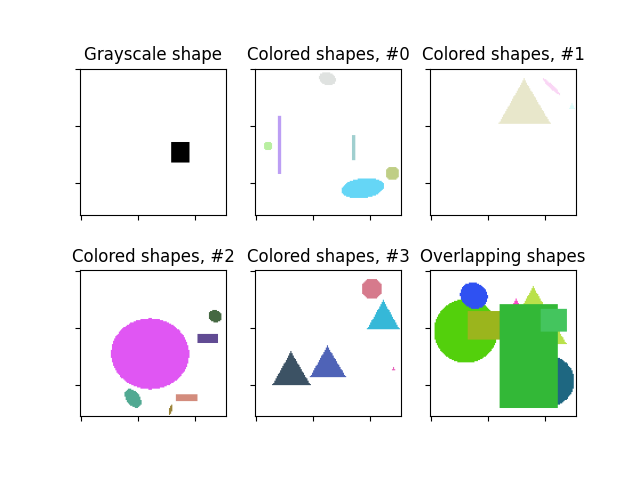 Grayscale shape
Colored shapes, #0
Colored shapes, #1
Colored shapes, #2
Colored shapes, #3
Overlapping shapes